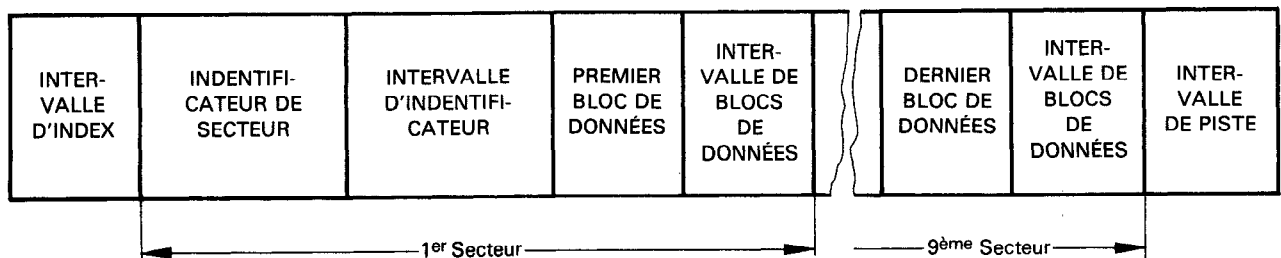 INTER-
VALLE
D'INDEX
INDENTIFI-
CATEUR DE
SECTEUR
INTERVALLE
D'INDENTIFI-
CATEUR
PREMIER
BLOC DE
DONNÉES
INTER-
VALLE DE
BLOCS
DE
DONNÉES
DERNIER
BLOC DE
DONNÉES
INTER-
VALLE DE
BLOCS
DE
DONNÉES
INTER-
VALLE
DE PISTE
1er Secteur
9ème Secteur